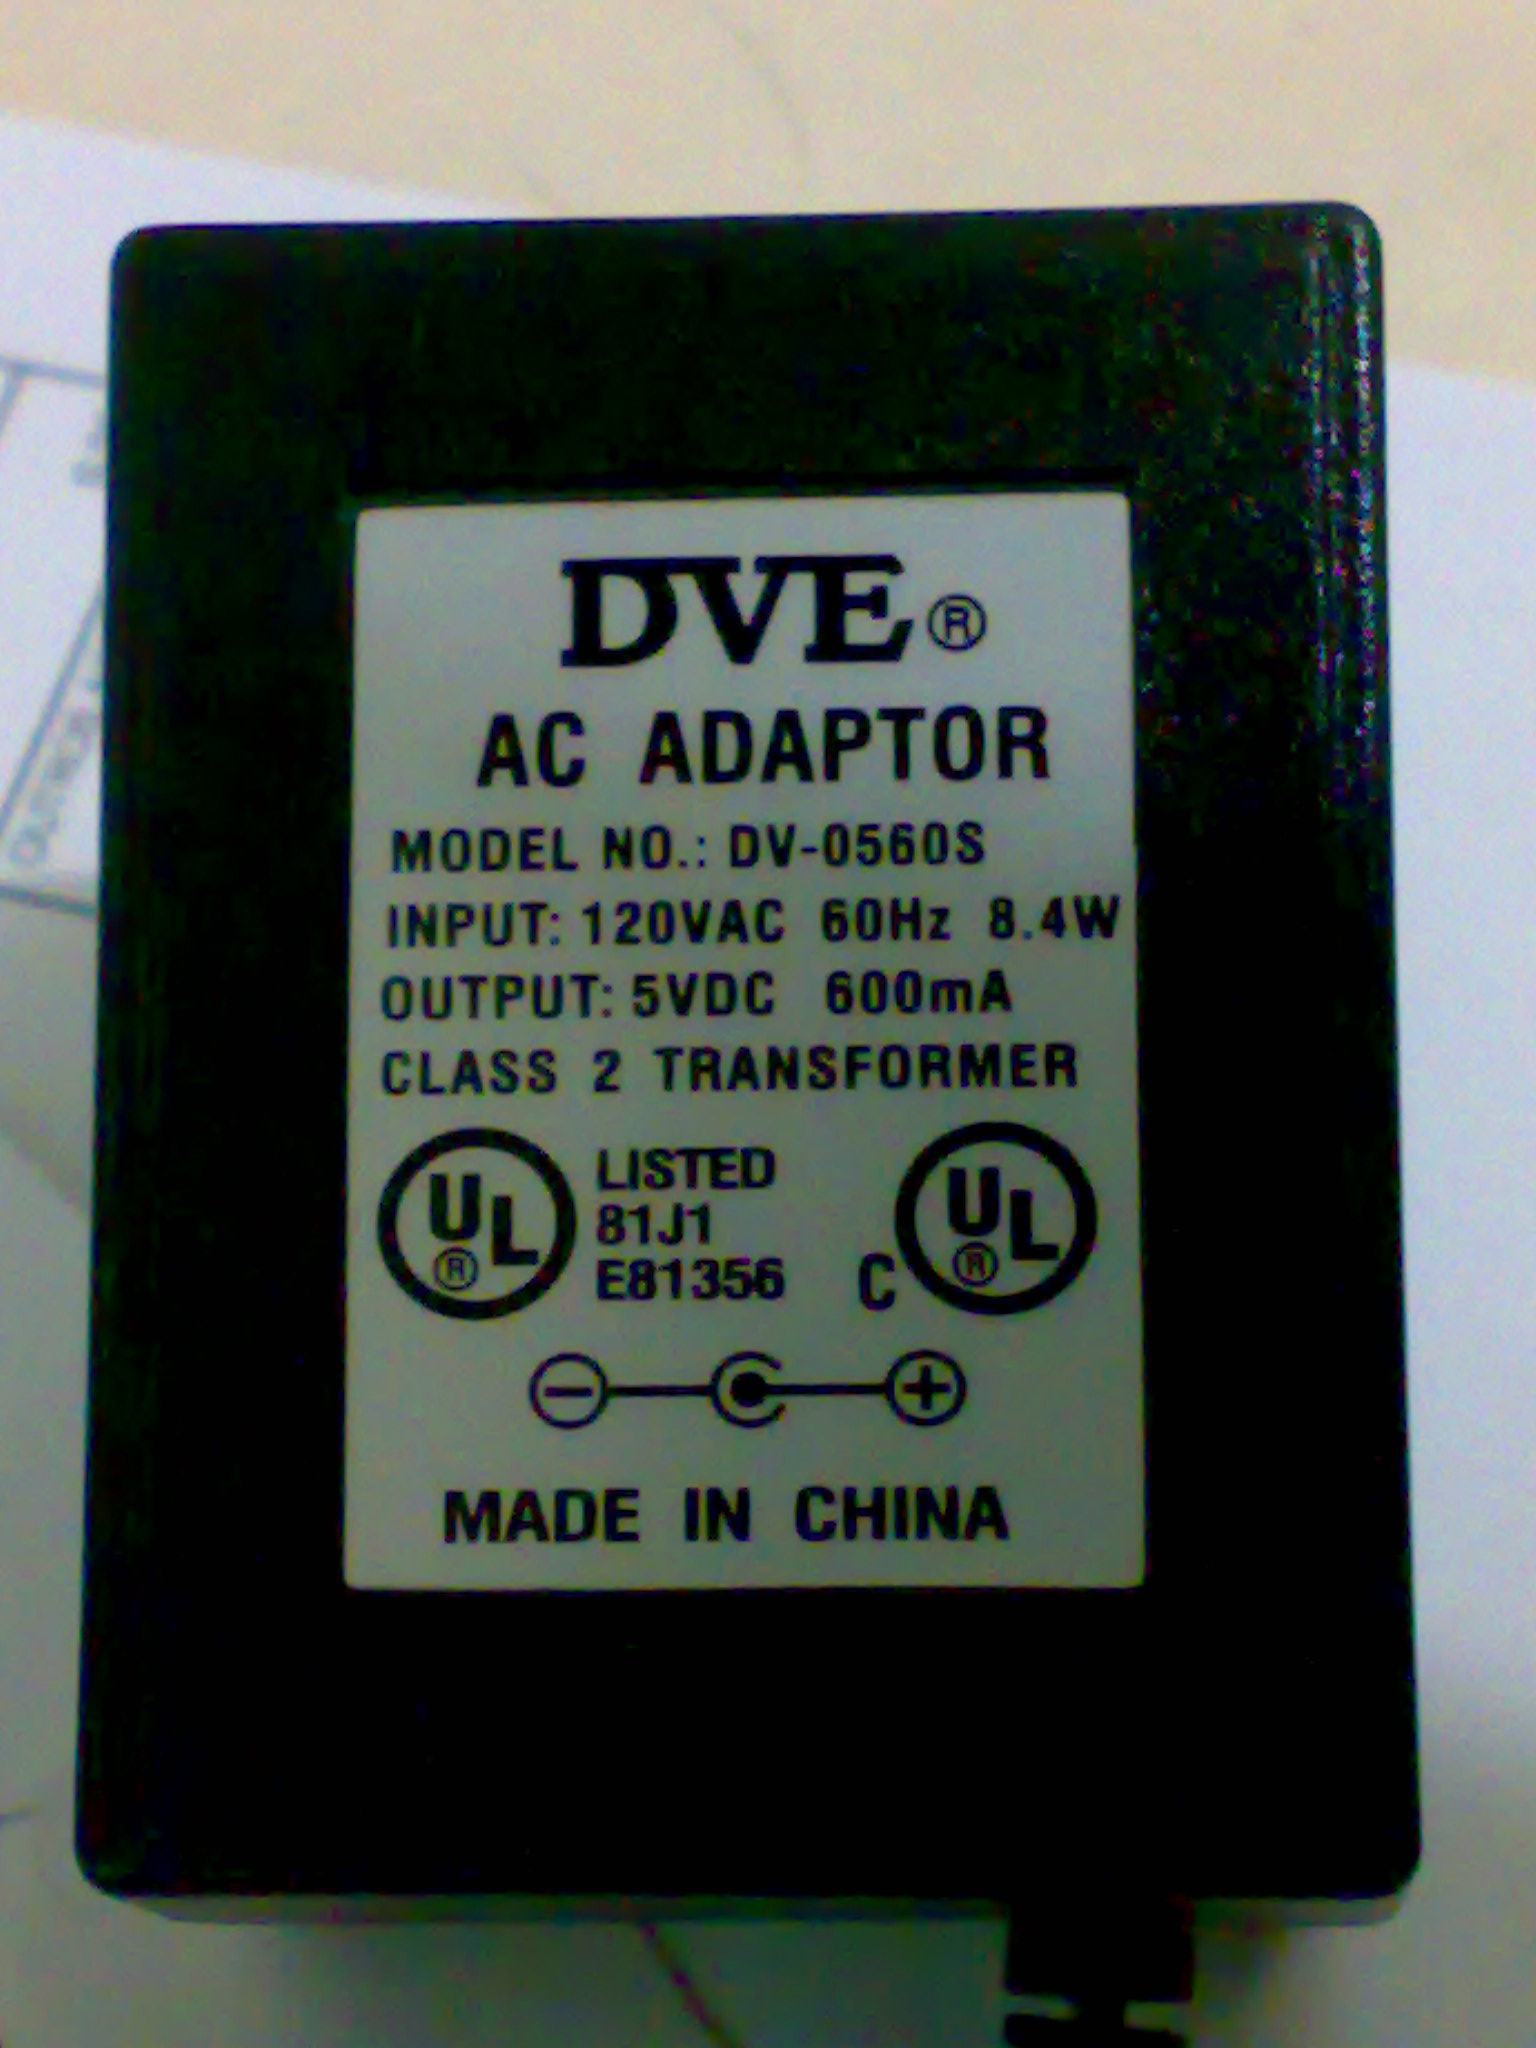 DVE®
AC ADAPTOR
MODEL NO.: DV-0560S
INPUT: 120VAC 60Hz 8.4W
OUTPUT: 5VDC 600mA
CLASS 2 TRANSFORMER
UL®
LISTED
81J1
E81356
C UL®
MADE IN CHINA